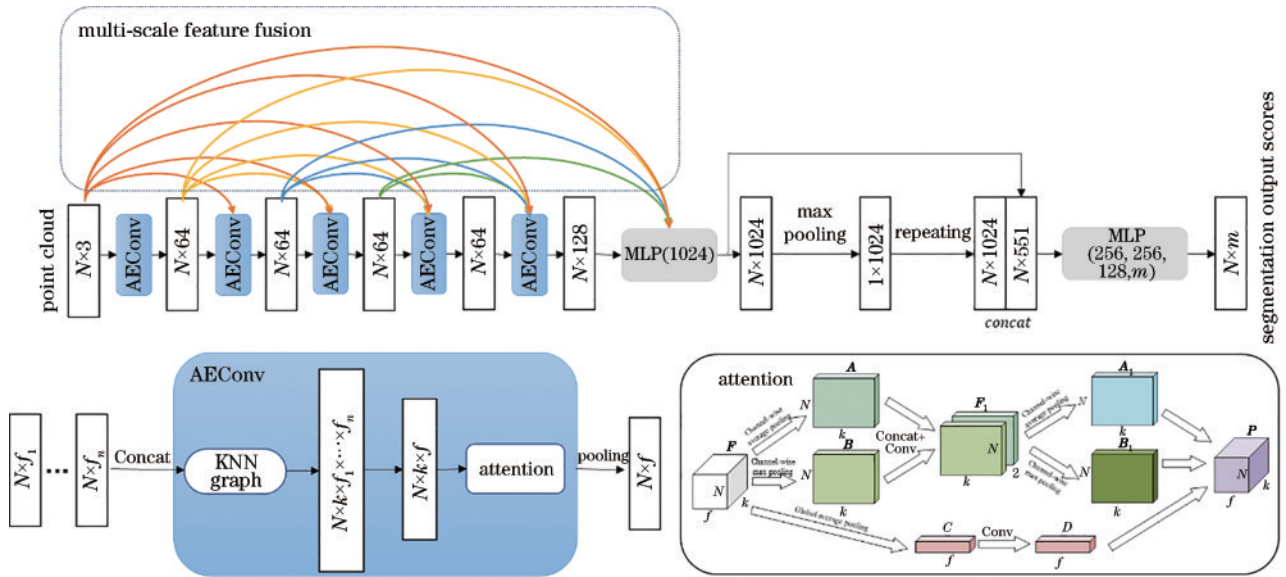 multi-scale feature fusion
point cloud
N×3
AEConv
N×64
AEConv
N×64
AEConv
N×64
AEConv
N×64
AEConv
N×128
MLP(1024)
N×1024
max
pooling
1×1024
repeating
N×1024
N×551
concat
MLP
(256, 256,
128,m)
N×m
segmentation output scores
N×f₁
...
N×fₙ
Concat
AEConv
KNN
graph
N×k×f₁×···×fₙ
N×k×f
attention
pooling
N×f
attention
F
N
f
k
Channel-wise
average pooling
Channel-wise
max pooling
Global average pooling
A
N
k
B
N
k
Concat+
Conv
F₁
N
k
2
Channel-wise
average pooling
Channel-wise
max pooling
A₁
N
k
B₁
N
k
C
f
Conv
D
f
P
N
f
k